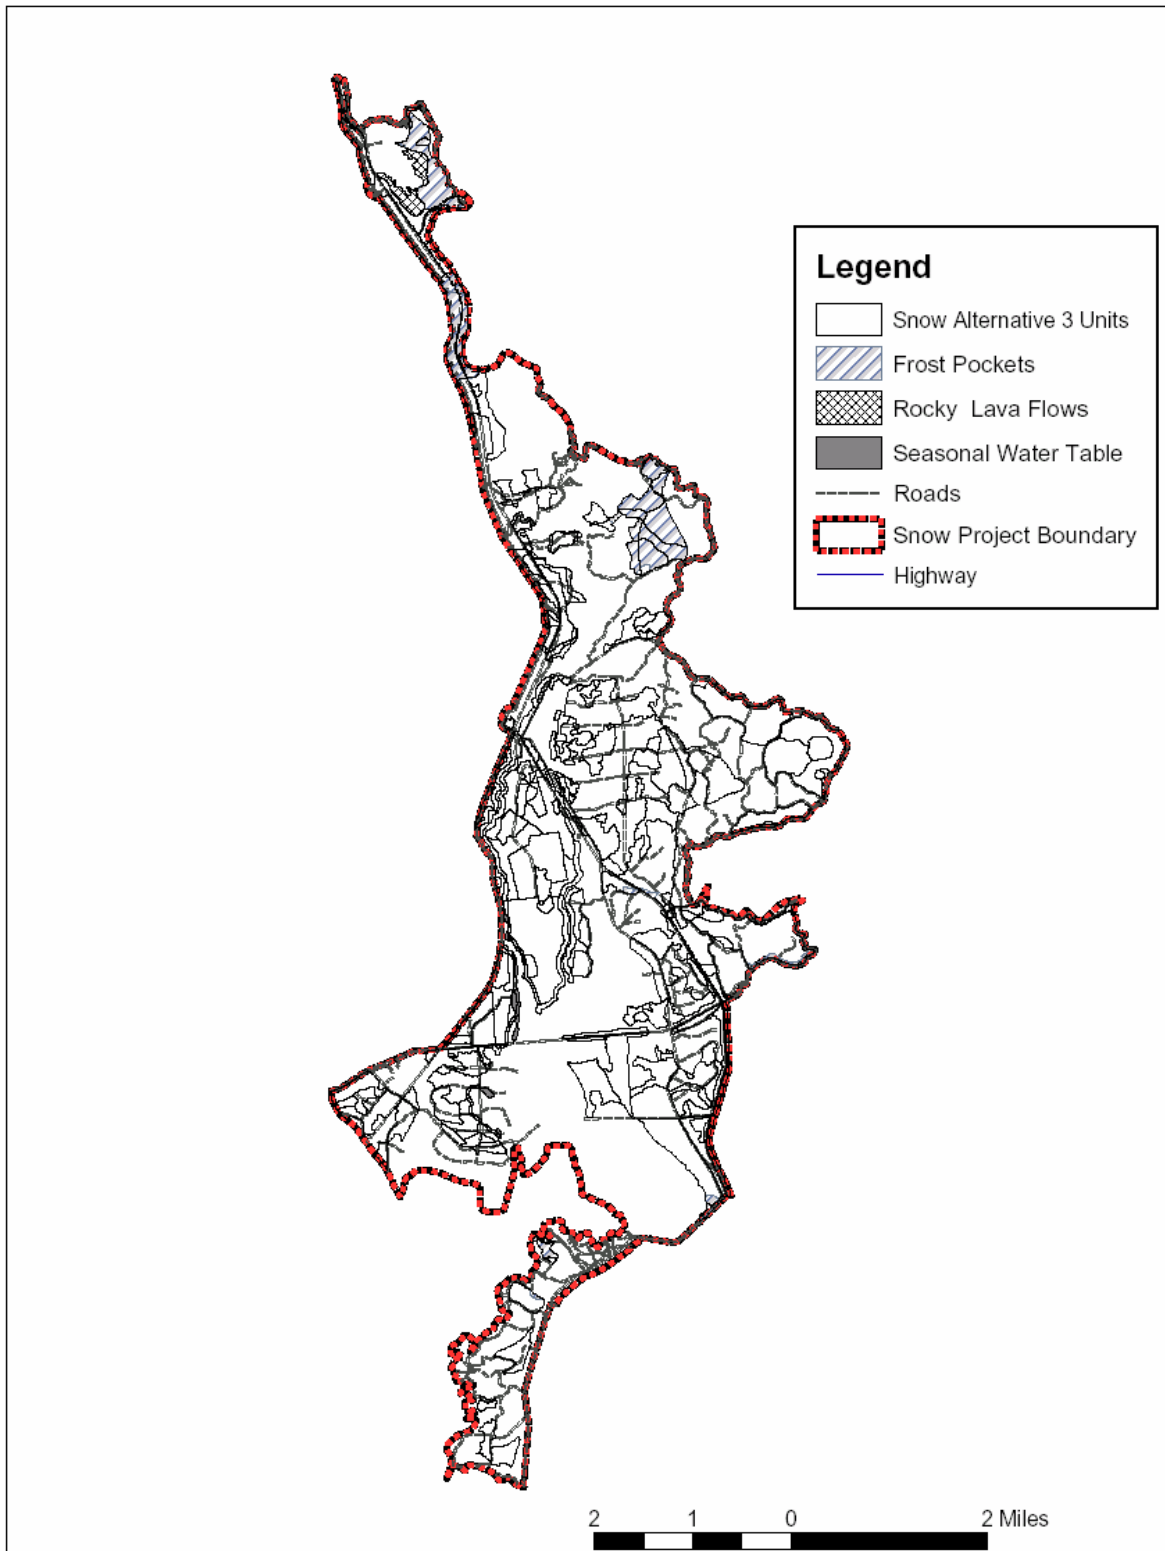 Legend
Snow Alternative 3 Units
Frost Pockets
Rocky Lava Flows
Seasonal Water Table
Roads
Snow Project Boundary
Highway
2 1 0 2 Miles